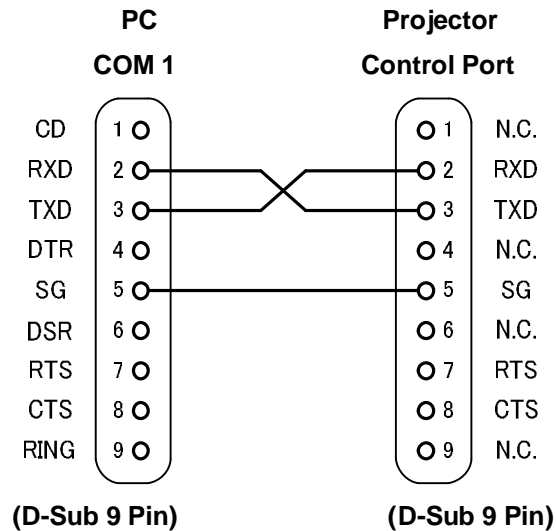 PC Projector
COM 1 Control Port
CD 1 1 N.C.
RXD 2 2 RXD
TXD 3 3 TXD
DTR 4 4 N.C.
SG 5 5 SG
DSR 6 6 N.C.
RTS 7 7 RTS
CTS 8 8 CTS
RING 9 9 N.C.
(D-Sub 9 Pin) (D-Sub 9 Pin)